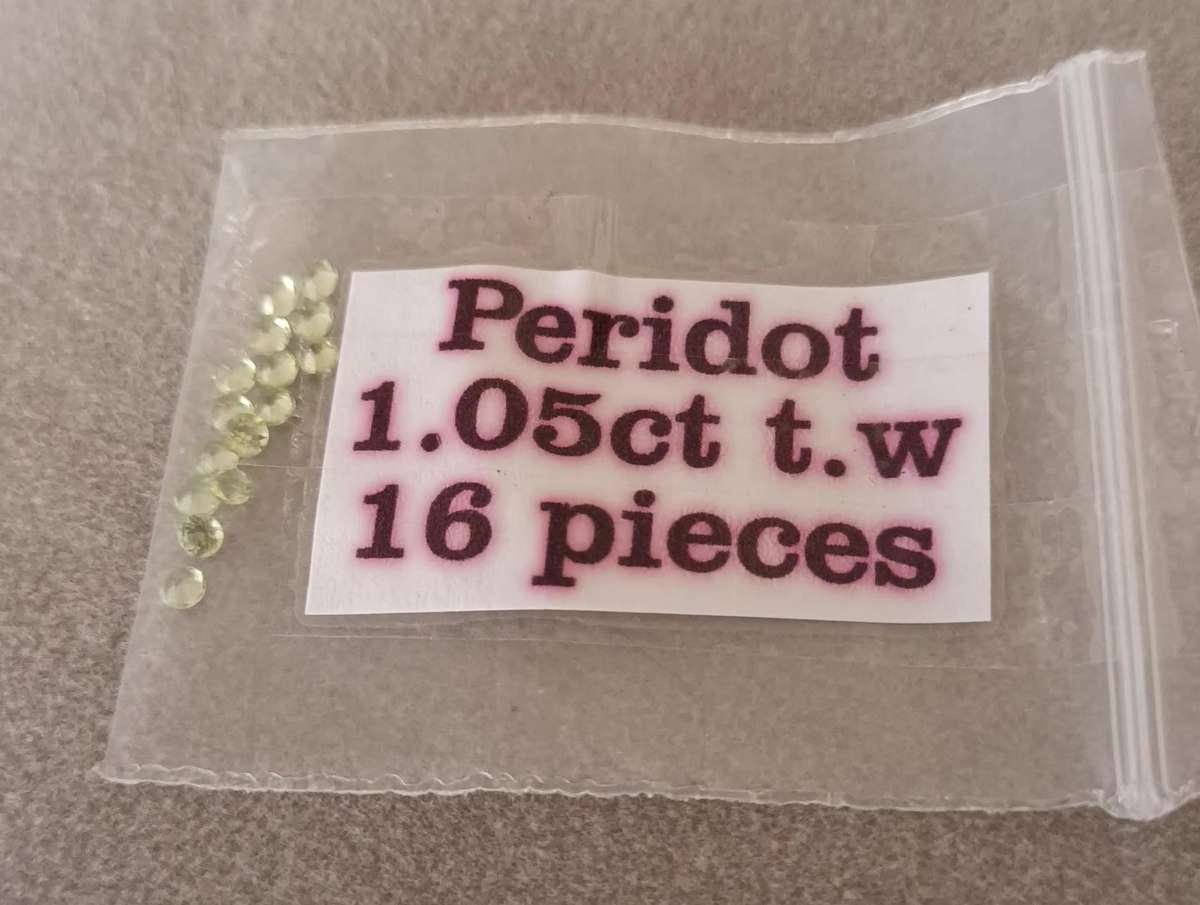 Peridot
1.05ct t.w
16 pieces